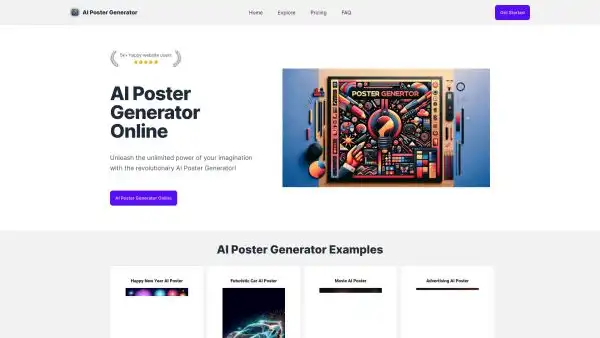 AI Poster Generator
Home
Explore
Pricing
FAQ
Get Started
5k+ happy website users
AI Poster
Generator
Online
Unleash the unlimited power of your imagination
with the revolutionary AI Poster Generator!
AI Poster Generator Online
POSTER GENERTOR
AI Poster Generator Examples
Happy New Year AI Poster
Futuristic Car AI Poster
Movie AI Poster
Advertising AI Poster